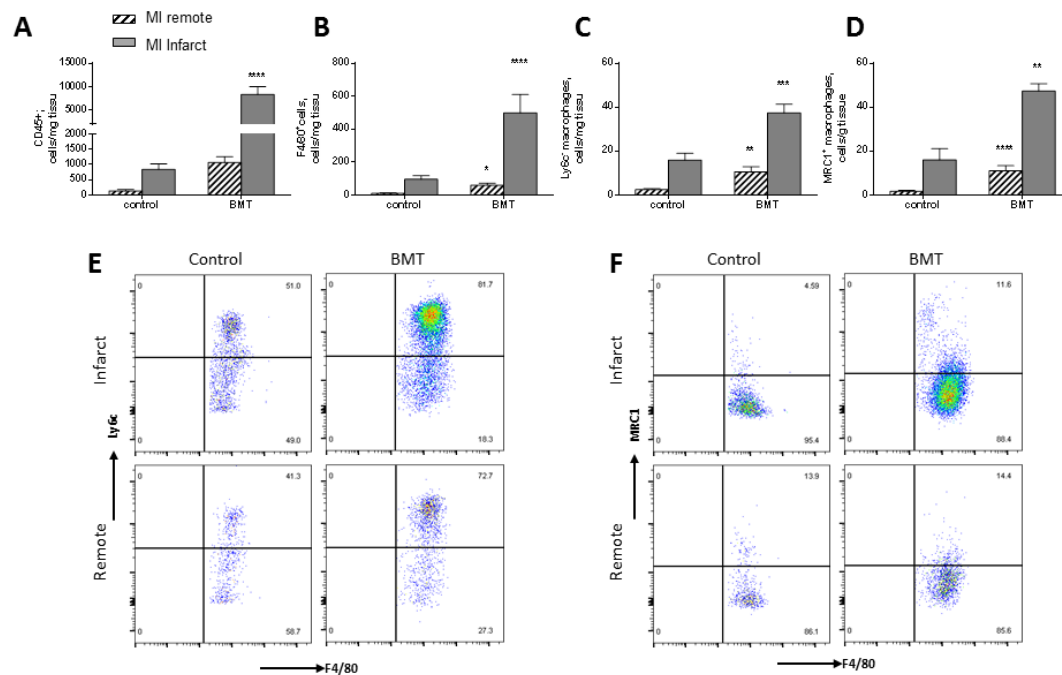 A
MI remote
MI Infarct
B
C
D
CD45+;
cells/mg tissu
15000
10000
5000
2000
1500
1000
500
0
****
control
BMT
F4/80+cells,
cells/mg tissu
800
600
400
200
0
*
****
control
BMT
Ly6c- macrophages,
cells/mg tissu
60
40
20
0
**
***
control
BMT
MRC1+ macrophages,
cells/g tissue
60
40
20
0
****
**
control
BMT
E
Control
BMT
Infarct
Remote
Ly6c
0
51.0
0
49.0
0
81.7
0
18.3
0
41.3
0
58.7
0
72.7
0
27.3
F4/80
F
Control
BMT
Infarct
Remote
MRC1
0
4.59
0
95.4
0
11.6
0
88.4
0
13.9
0
86.1
0
14.4
0
85.6
F4/80